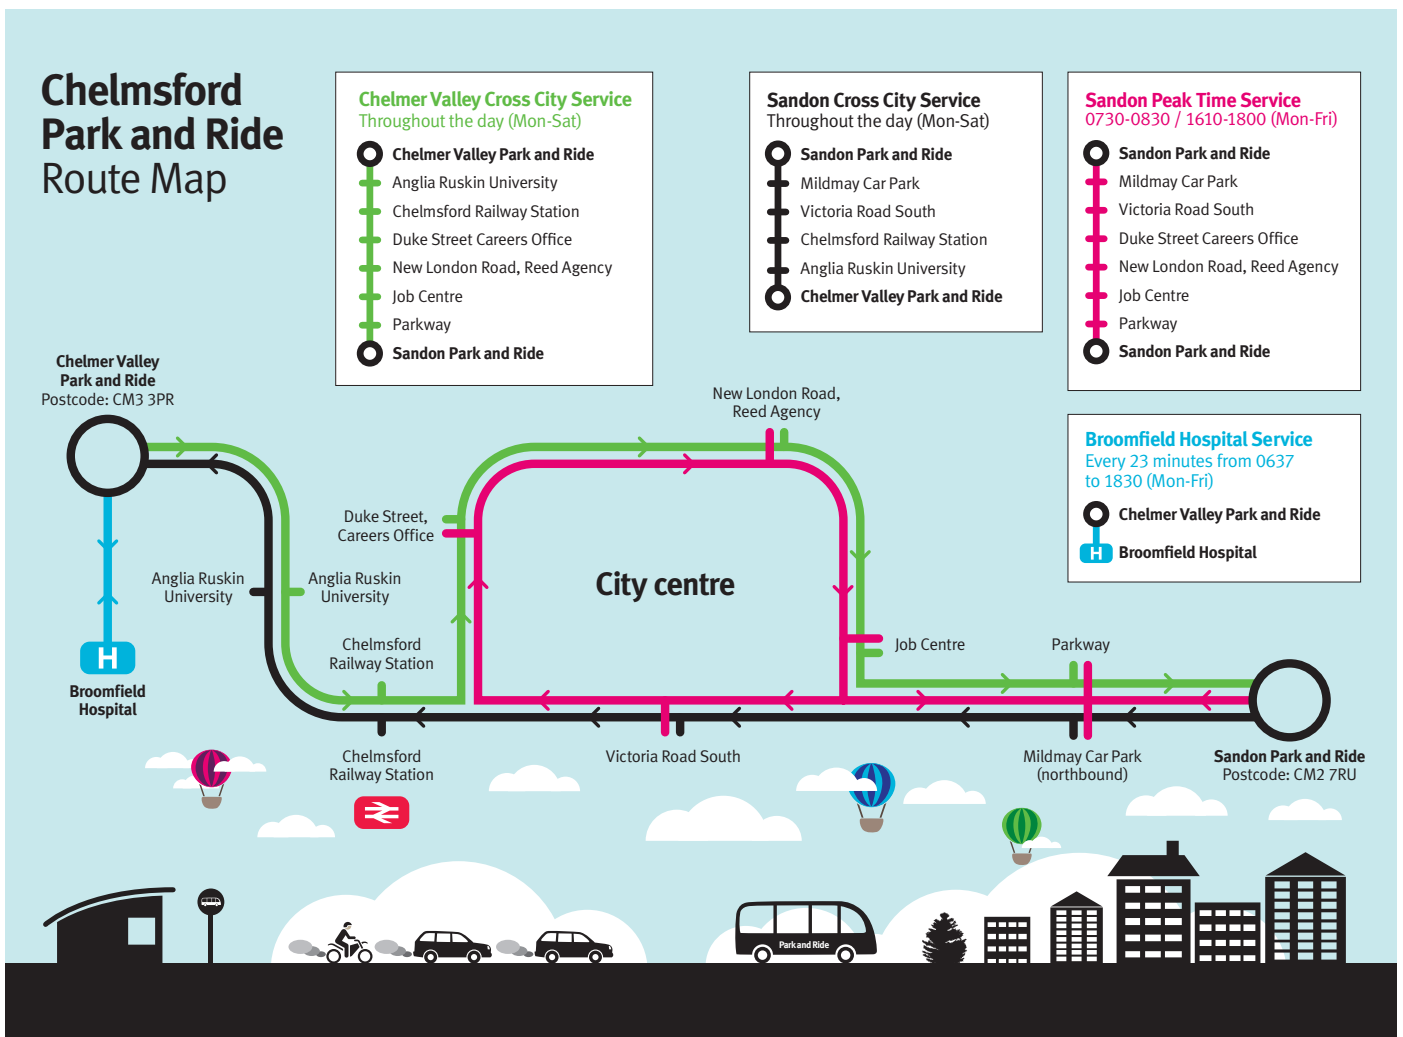 Chelmsford
Park and Ride
Route Map
Chelmer Valley Cross City Service
Throughout the day (Mon-Sat)
Chelmer Valley Park and Ride
Anglia Ruskin University
Chelmsford Railway Station
Duke Street Careers Office
New London Road, Reed Agency
Job Centre
Parkway
Sandon Park and Ride
Sandon Cross City Service
Throughout the day (Mon-Sat)
Sandon Park and Ride
Mildmay Car Park
Victoria Road South
Chelmsford Railway Station
Anglia Ruskin University
Chelmer Valley Park and Ride
Sandon Peak Time Service
0730-0830 / 1610-1800 (Mon-Fri)
Sandon Park and Ride
Mildmay Car Park
Victoria Road South
Duke Street Careers Office
New London Road, Reed Agency
Job Centre
Parkway
Sandon Park and Ride
Broomfield Hospital Service
Every 23 minutes from 0637
to 1830 (Mon-Fri)
Chelmer Valley Park and Ride
H Broomfield Hospital
Chelmer Valley
Park and Ride
Postcode: CM3 3PR
New London Road,
Reed Agency
Duke Street,
Careers Office
City centre
Anglia Ruskin
University
Anglia Ruskin
University
Chelmsford
Railway Station
Job Centre
Parkway
H
Broomfield
Hospital
Chelmsford
Railway Station
Victoria Road South
Mildmay Car Park
(northbound)
Sandon Park and Ride
Postcode: CM2 7RU
Park and Ride